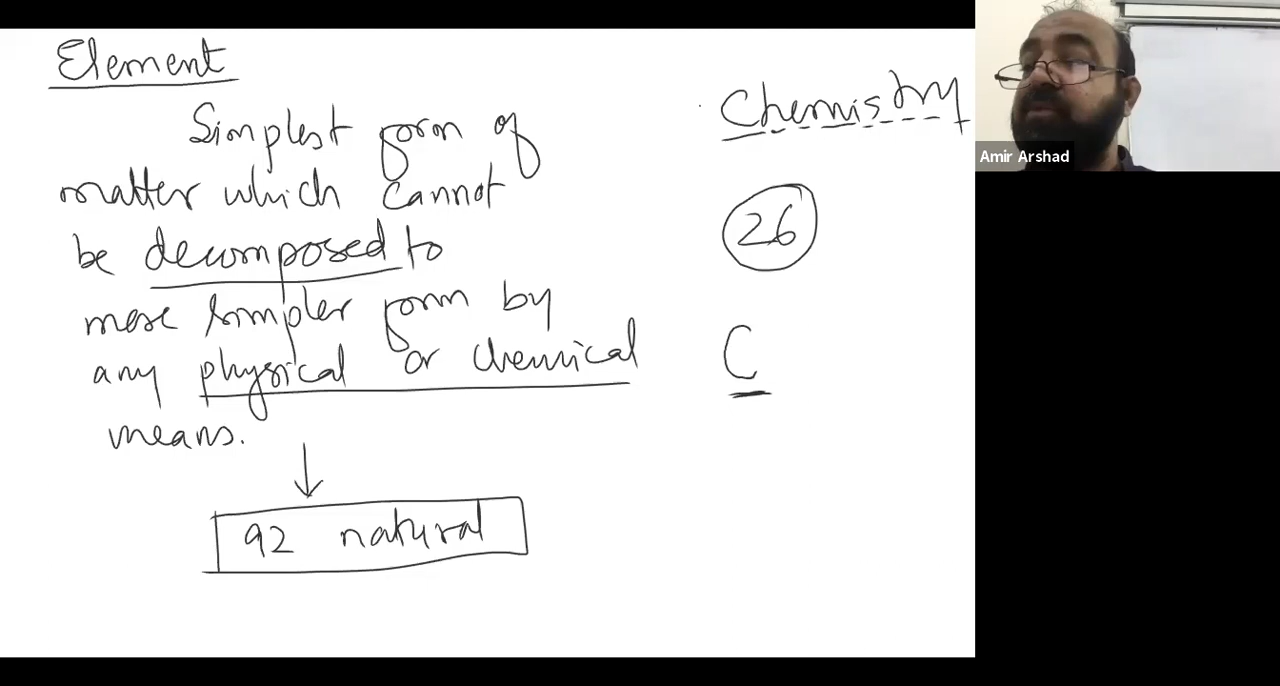 Element
Simplest form of
matter which cannot
be decomposed to
more simpler form by
any physical or chemical
means.
92 natural
Chemistry
26
C
Amir Arshad